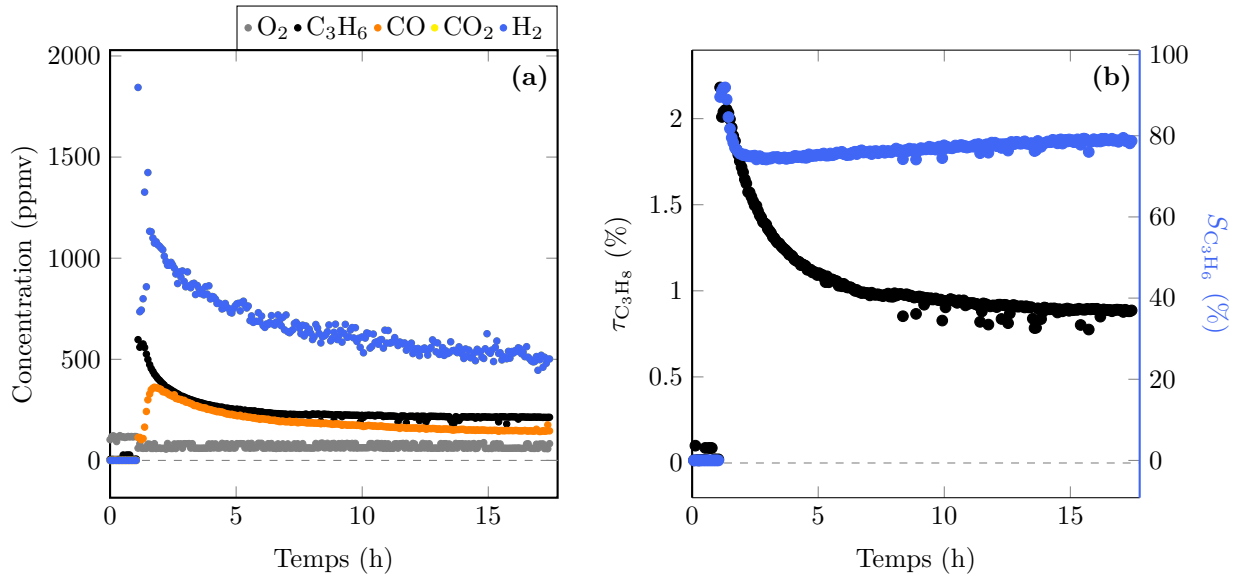 O₂ C₃H₆ CO CO₂ H₂
(a)
2000
1500
1000
500
0
Concentration (ppmv)
0 5 10 15
Temps (h)
(b)
2
1.5
1
0.5
0
τC₃H₈ (%)
100
80
60
40
20
0
SC₃H₆ (%)
0 5 10 15
Temps (h)